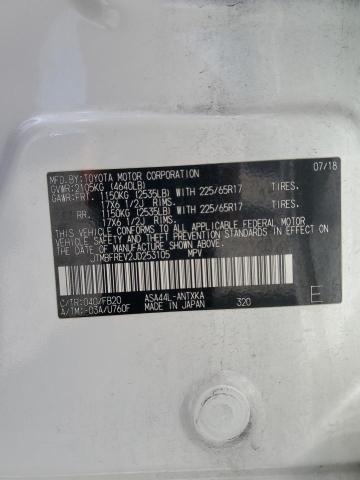 MFD.BY:TOYOTA MOTOR CORPORATION 07/18
GVWR:2105KG (4640LB)
GAWR:FRT. 1150KG (2535LB) WITH 225/65R17 TIRES.
17X6 1/2J RIMS.
RR. 1150KG (2535LB) WITH 225/65R17 TIRES.
17X6 1/2J RIMS.
THIS VEHICLE CONFORMS TO ALL APPLICABLE FEDERAL MOTOR
VEHICLE SAFETY AND BUMPER STANDARDS IN EFFECT ON THE
DATE OF MANUFACTURE SHOWN ABOVE.
JTMBFREV2JD253105 MPV
C/TR:040/FB20 ASA44L-ANTXKA
A/TM:-03A/U760F MADE IN JAPAN 320 E